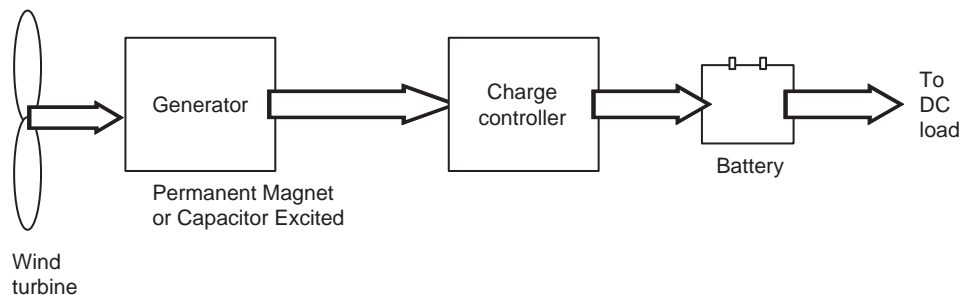 Generator
Charge
controller
To
DC
load
Battery
Permanent Magnet
or Capacitor Excited
Wind
turbine